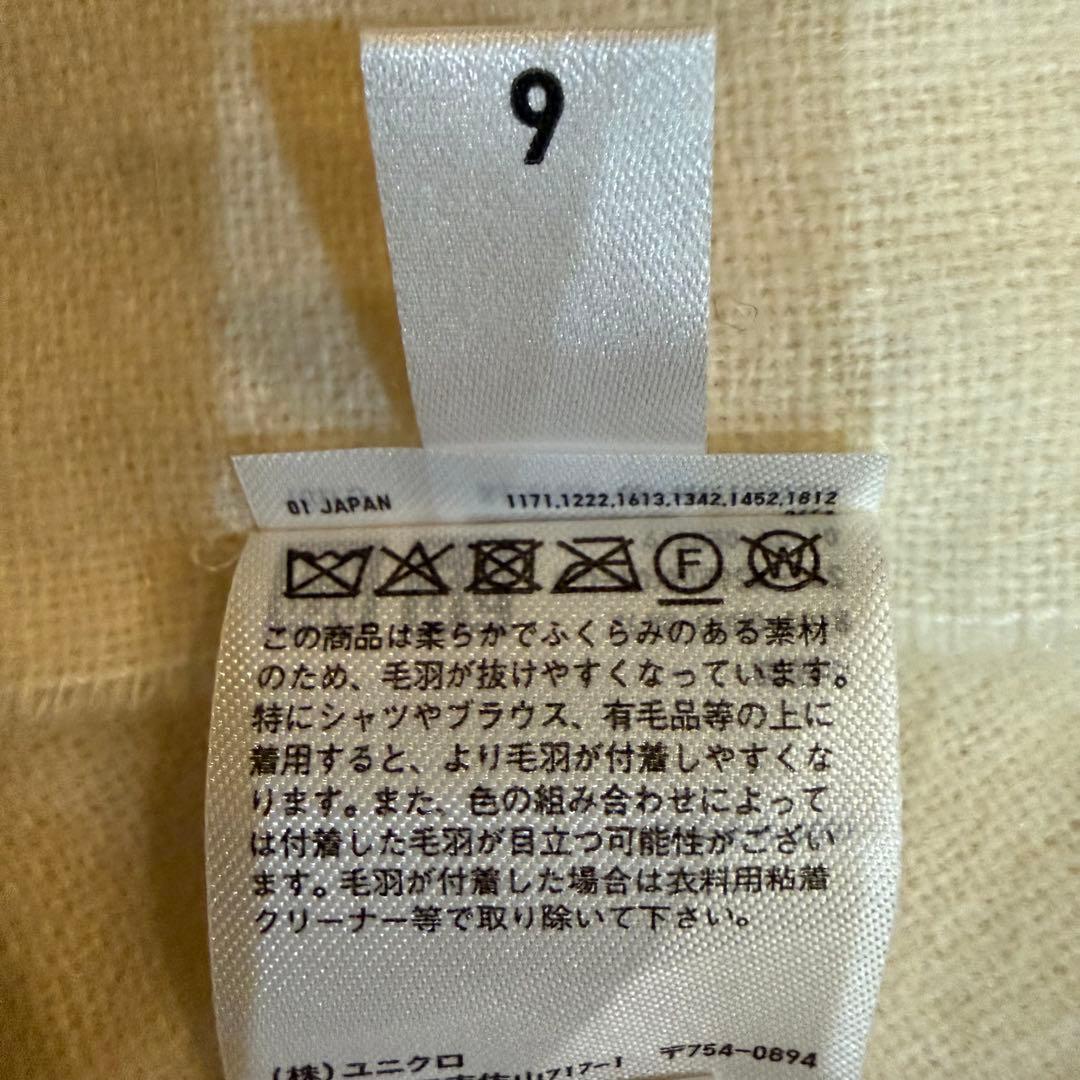 9
01 JAPAN 1171,1222,1613,1342,1452,1812
F W
この商品は柔らかでふくらみのある素材
のため、毛羽が抜けやすくなっています。
特にシャツやブラウス、有毛品等の上に
着用すると、より毛羽が付着しやすくな
ります。また、色の組み合わせによって
は付着した毛羽が目立つ可能性がござい
ます。毛羽が付着した場合は衣料用粘着
クリーナー等で取り除いて下さい。
(株)ユニクロ 〒754-0894
佐山717-1